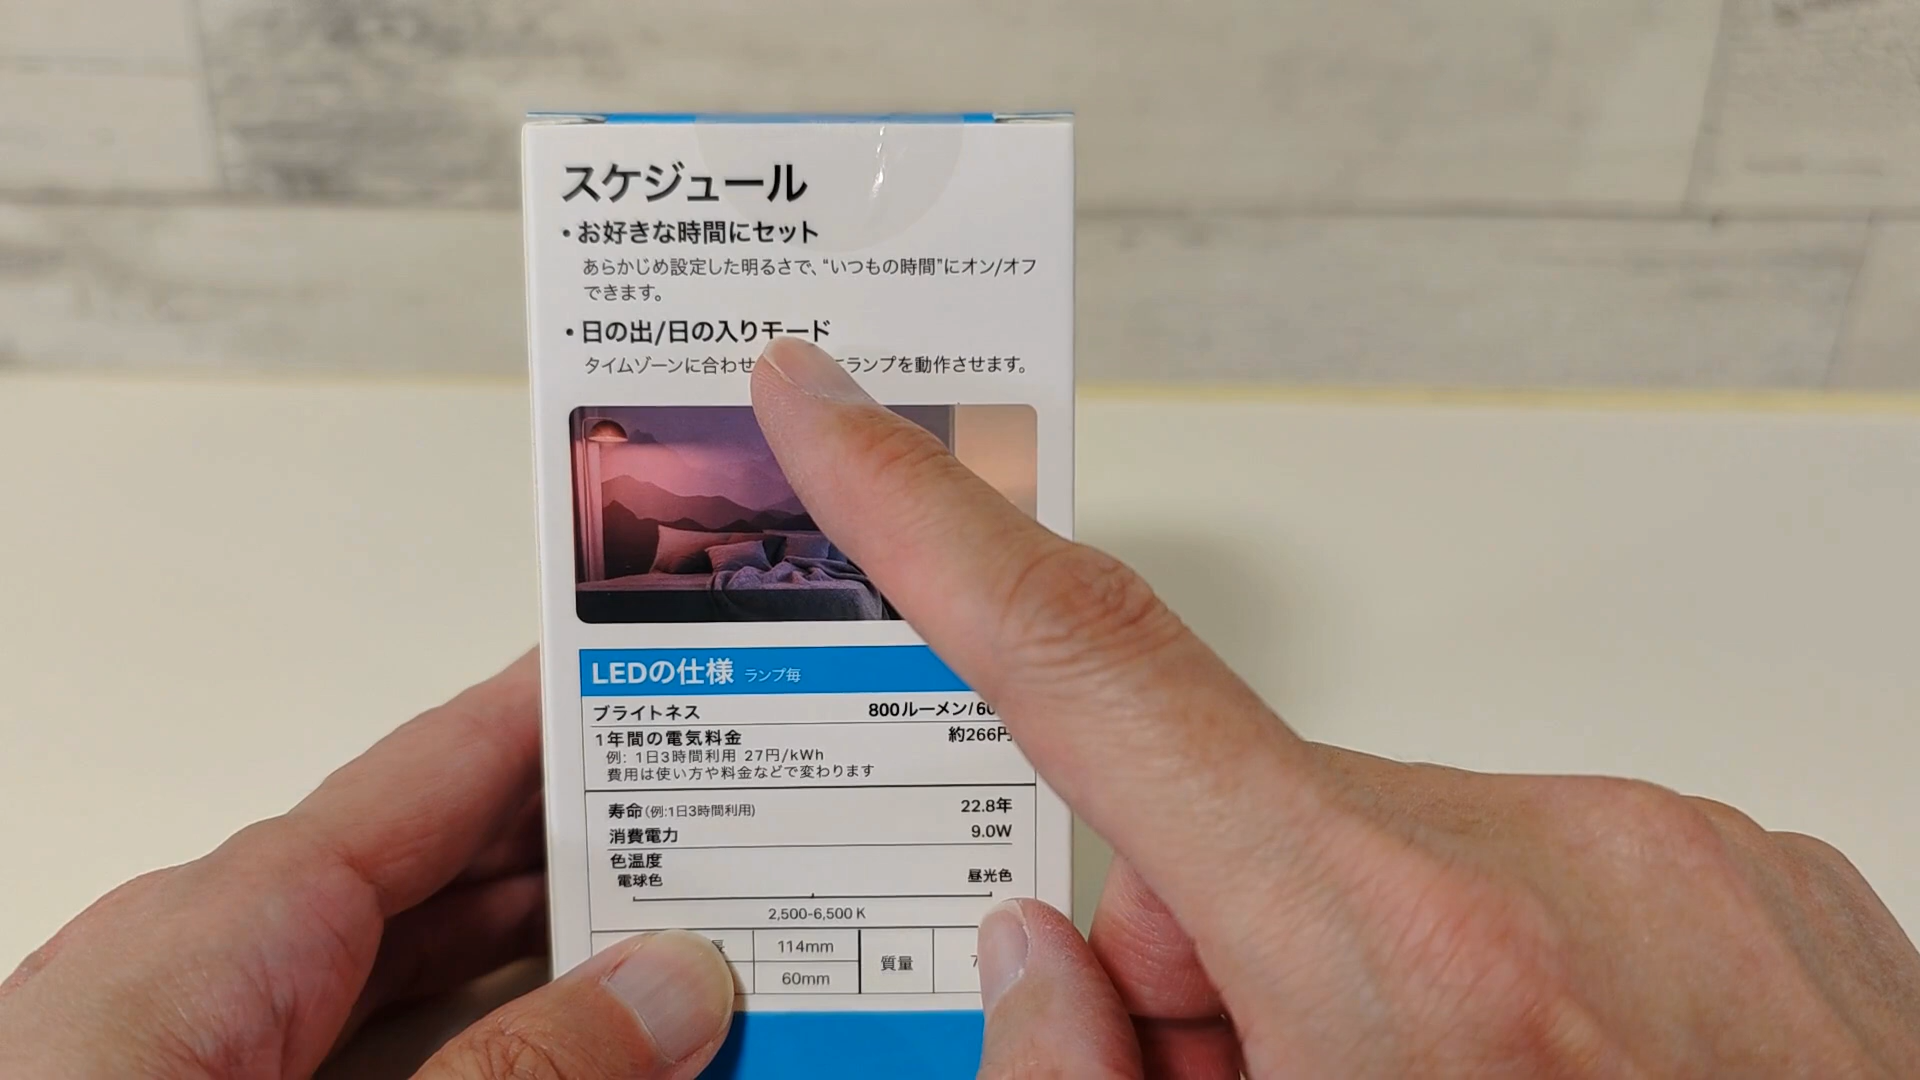 スケジュール
・お好きな時間にセット
あらかじめ設定した明るさで、“いつもの時間”にオン/オフ
できます。
・日の出/日の入りモード
タイムゾーンに合わせ ランプを動作させます。
LEDの仕様 ランプ毎
ブライトネス 800ルーメン/60
1年間の電気料金 約266円
例: 1日3時間利用 27円/kWh
費用は使い方や料金などで変わります
寿命(例:1日3時間利用) 22.8年
消費電力 9.0W
色温度
電球色 昼光色
2,500-6,500 K
長 114mm
質量 7
60mm